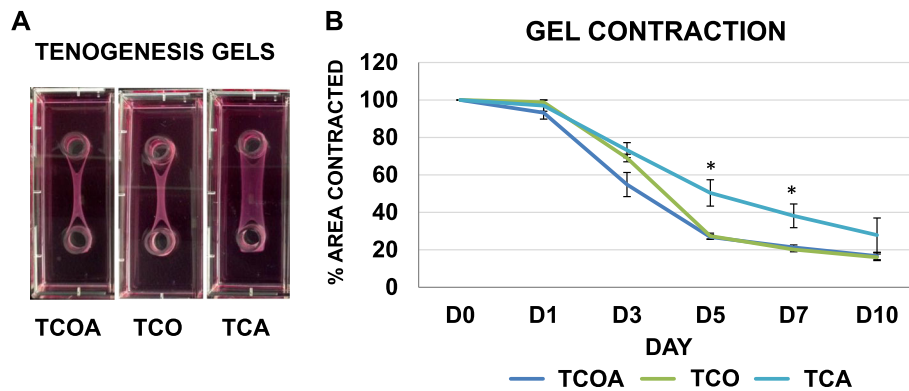 A
TENOGENESIS GELS
TCOA TCO TCA
B
GEL CONTRACTION
% AREA CONTRACTED
120
100
80
60
40
20
0
*
*
D0 D1 D3 D5 D7 D10
DAY
TCOA TCO TCA